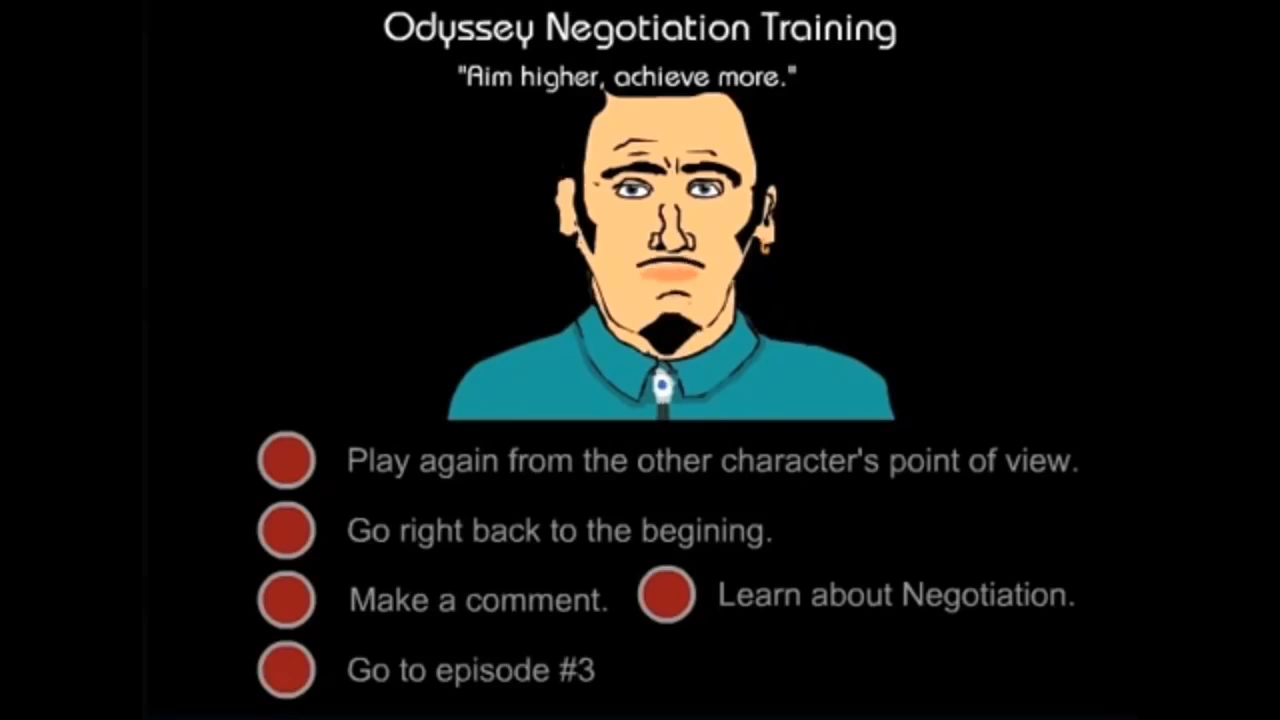 Odyssey Negotiation Training
"Aim higher, achieve more."
Play again from the other character's point of view.
Go right back to the begining.
Make a comment.
Learn about Negotiation.
Go to episode #3